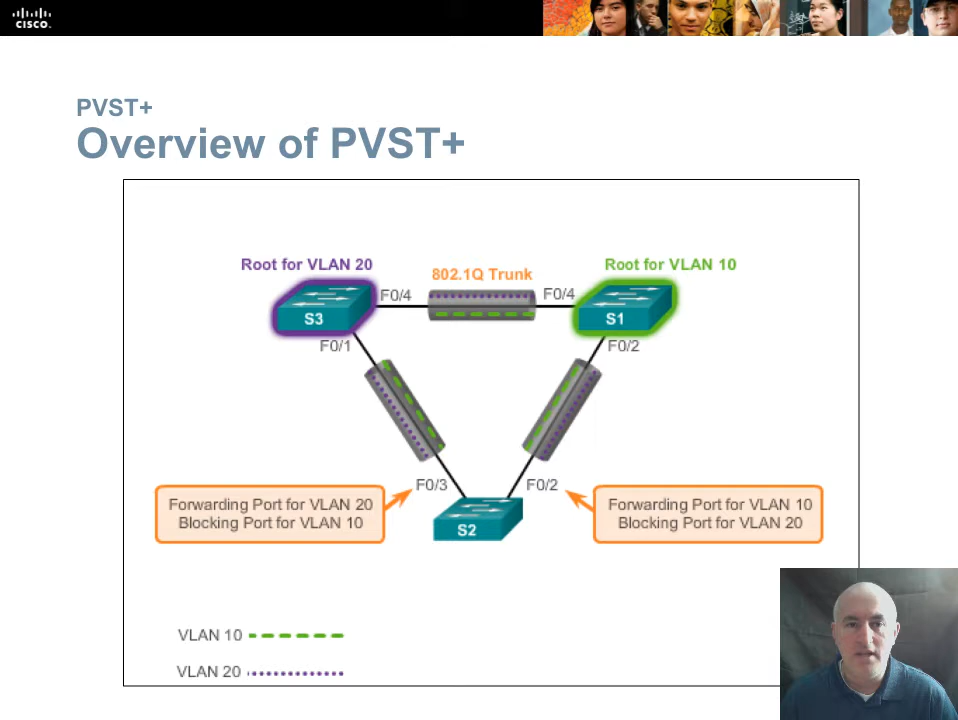 CISCO
PVST+
Overview of PVST+
Root for VLAN 20
802.1Q Trunk
Root for VLAN 10
F0/4
F0/4
S3
S1
F0/1
F0/2
F0/3
F0/2
Forwarding Port for VLAN 20
Blocking Port for VLAN 10
Forwarding Port for VLAN 10
Blocking Port for VLAN 20
S2
VLAN 10
VLAN 20